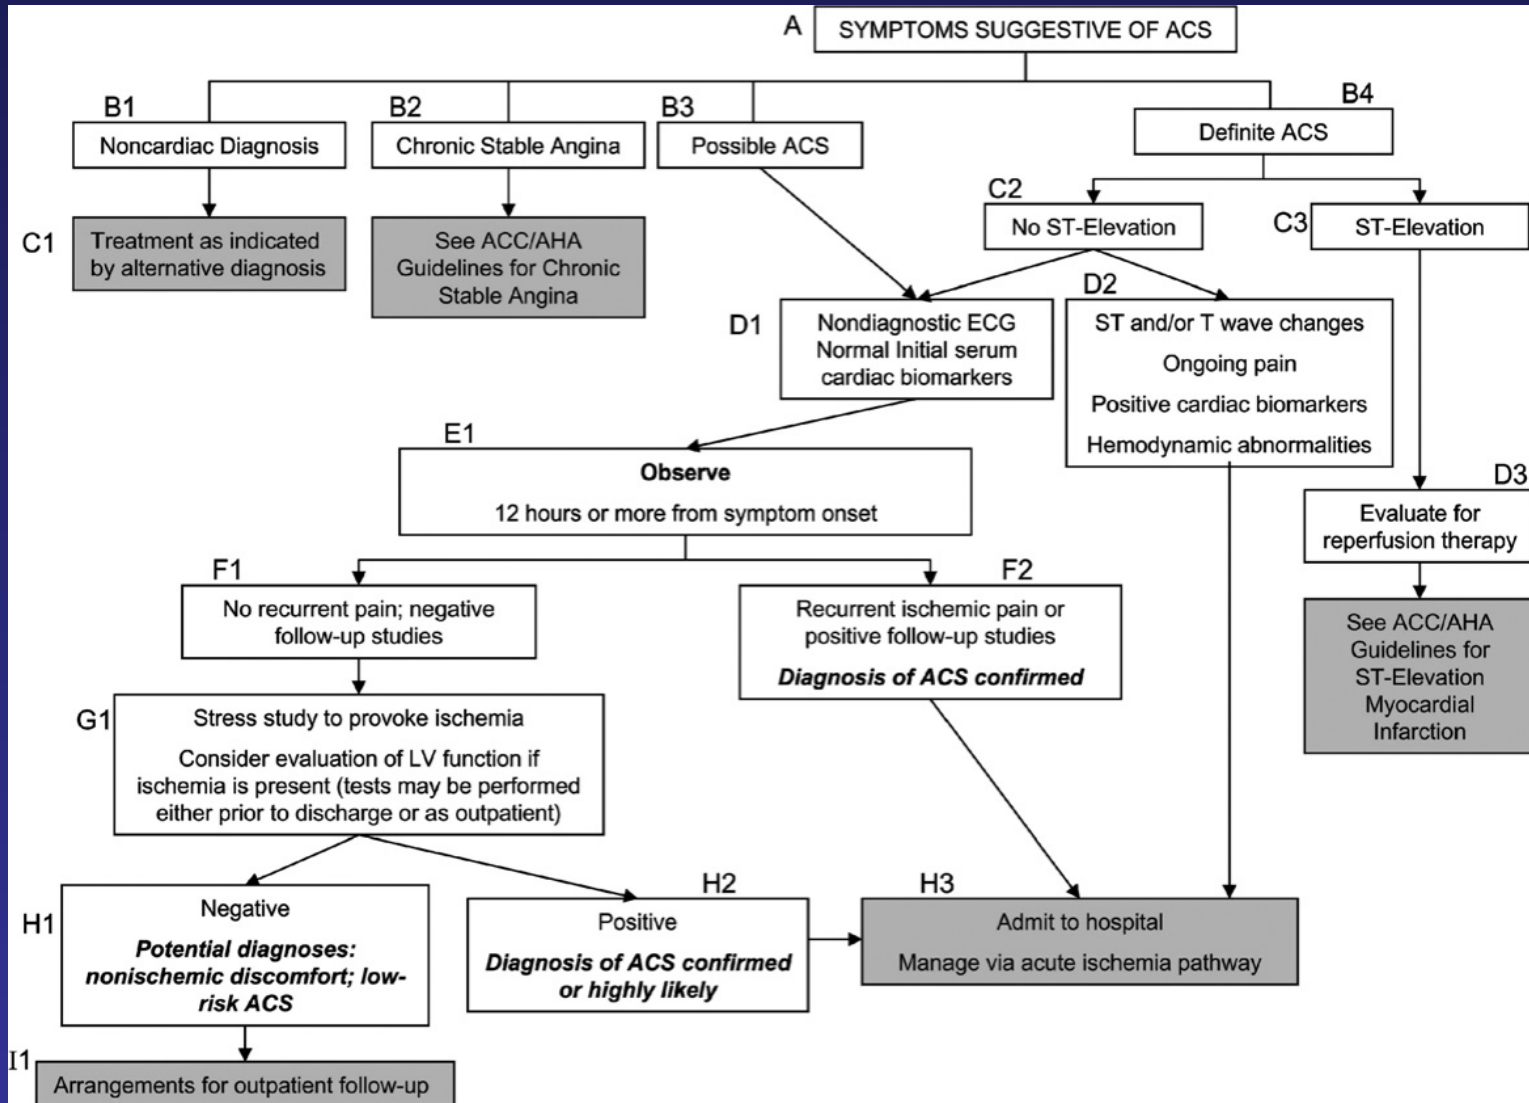 A
SYMPTOMS SUGGESTIVE OF ACS
B1
Noncardiac Diagnosis
B2
Chronic Stable Angina
B3
Possible ACS
B4
Definite ACS
C1
Treatment as indicated
by alternative diagnosis
See ACC/AHA
Guidelines for Chronic
Stable Angina
C2
No ST-Elevation
C3
ST-Elevation
D1
Nondiagnostic ECG
Normal Initial serum
cardiac biomarkers
D2
ST and/or T wave changes
Ongoing pain
Positive cardiac biomarkers
Hemodynamic abnormalities
D3
Evaluate for
reperfusion therapy
See ACC/AHA
Guidelines for
ST-Elevation
Myocardial
Infarction
E1
Observe
12 hours or more from symptom onset
F1
No recurrent pain; negative
follow-up studies
F2
Recurrent ischemic pain or
positive follow-up studies
Diagnosis of ACS confirmed
G1
Stress study to provoke ischemia
Consider evaluation of LV function if
ischemia is present (tests may be performed
either prior to discharge or as outpatient)
H1
Negative
Potential diagnoses:
nonischemic discomfort; low-
risk ACS
H2
Positive
Diagnosis of ACS confirmed
or highly likely
H3
Admit to hospital
Manage via acute ischemia pathway
I1
Arrangements for outpatient follow-up